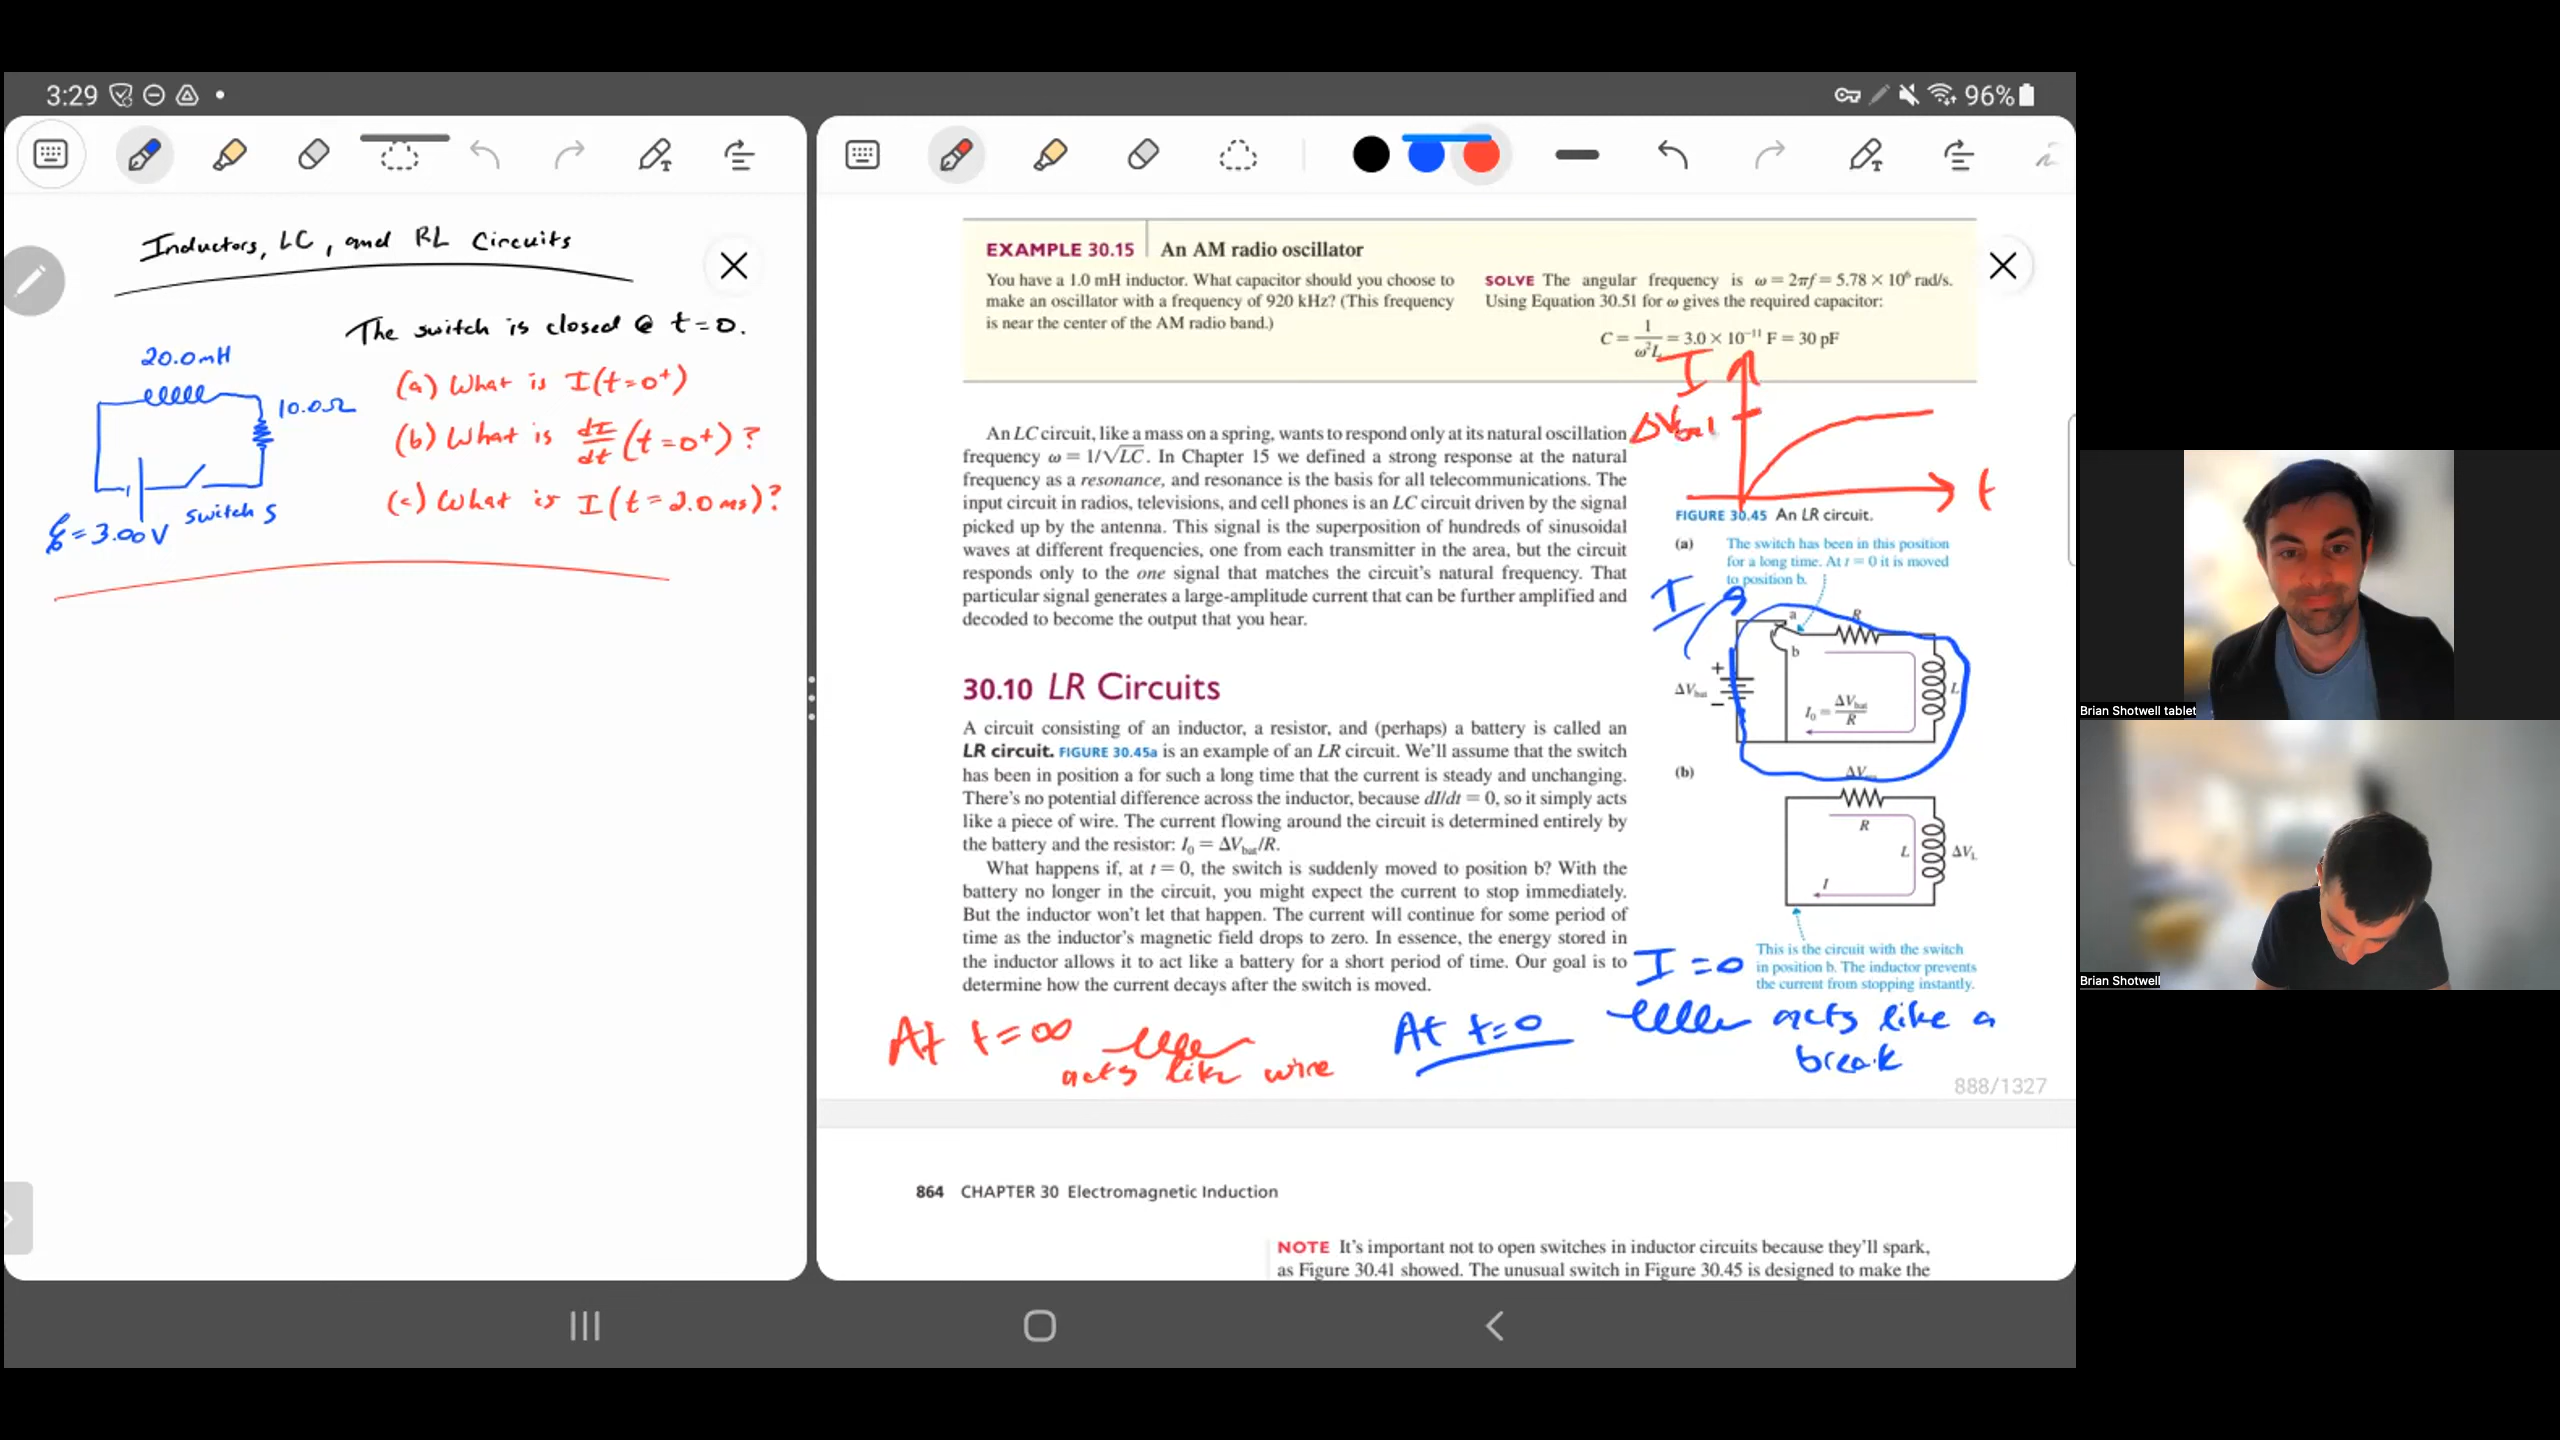 3:29
96%
Inductors, LC, and RL Circuits
The switch is closed @ t=0.
20.0mH
10.0Ω
(a) What is I(t=0⁺)
(b) What is dI/dt (t=0⁺)?
(c) What is I(t=2.0ms)?
switch S
ℰ=3.00V
EXAMPLE 30.15 An AM radio oscillator
You have a 1.0 mH inductor. What capacitor should you choose to
make an oscillator with a frequency of 920 kHz? (This frequency
is near the center of the AM radio band.)
SOLVE The angular frequency is ω = 2πf = 5.78 × 10⁶ rad/s.
Using Equation 30.51 for ω gives the required capacitor:
C = 1/ω²L = 3.0 × 10⁻¹¹ F = 30 pF
I
ΔVbat
t
An LC circuit, like a mass on a spring, wants to respond only at its natural oscillation
frequency ω = 1/√LC. In Chapter 15 we defined a strong response at the natural
frequency as a resonance, and resonance is the basis for all telecommunications. The
input circuit in radios, televisions, and cell phones is an LC circuit driven by the signal
picked up by the antenna. This signal is the superposition of hundreds of sinusoidal
waves at different frequencies, one from each transmitter in the area, but the circuit
responds only to the one signal that matches the circuit's natural frequency. That
particular signal generates a large-amplitude current that can be further amplified and
decoded to become the output that you hear.
30.10 LR Circuits
A circuit consisting of an inductor, a resistor, and (perhaps) a battery is called an
LR circuit. FIGURE 30.45a is an example of an LR circuit. We'll assume that the switch
has been in position a for such a long time that the current is steady and unchanging.
There's no potential difference across the inductor, because dI/dt = 0, so it simply acts
like a piece of wire. The current flowing around the circuit is determined entirely by
the battery and the resistor: I₀ = ΔVbat/R.
What happens if, at t = 0, the switch is suddenly moved to position b? With the
battery no longer in the circuit, you might expect the current to stop immediately.
But the inductor won't let that happen. The current will continue for some period of
time as the inductor's magnetic field drops to zero. In essence, the energy stored in
the inductor allows it to act like a battery for a short period of time. Our goal is to
determine how the current decays after the switch is moved.
FIGURE 30.45 An LR circuit.
(a) The switch has been in this position
for a long time. At t = 0 it is moved
to position b.
I
a
R
b
+
ΔVbat
−
L
I₀ = ΔVbat/R
(b)
R
L
ΔVL
I
This is the circuit with the switch
in position b. The inductor prevents
the current from stopping instantly.
I=0
At t=∞
acts like wire
At t=0
acts like a
break
888/1327
864 CHAPTER 30 Electromagnetic Induction
NOTE It's important not to open switches in inductor circuits because they'll spark,
as Figure 30.41 showed. The unusual switch in Figure 30.45 is designed to make the
Brian Shotwell tablet
Brian Shotwell